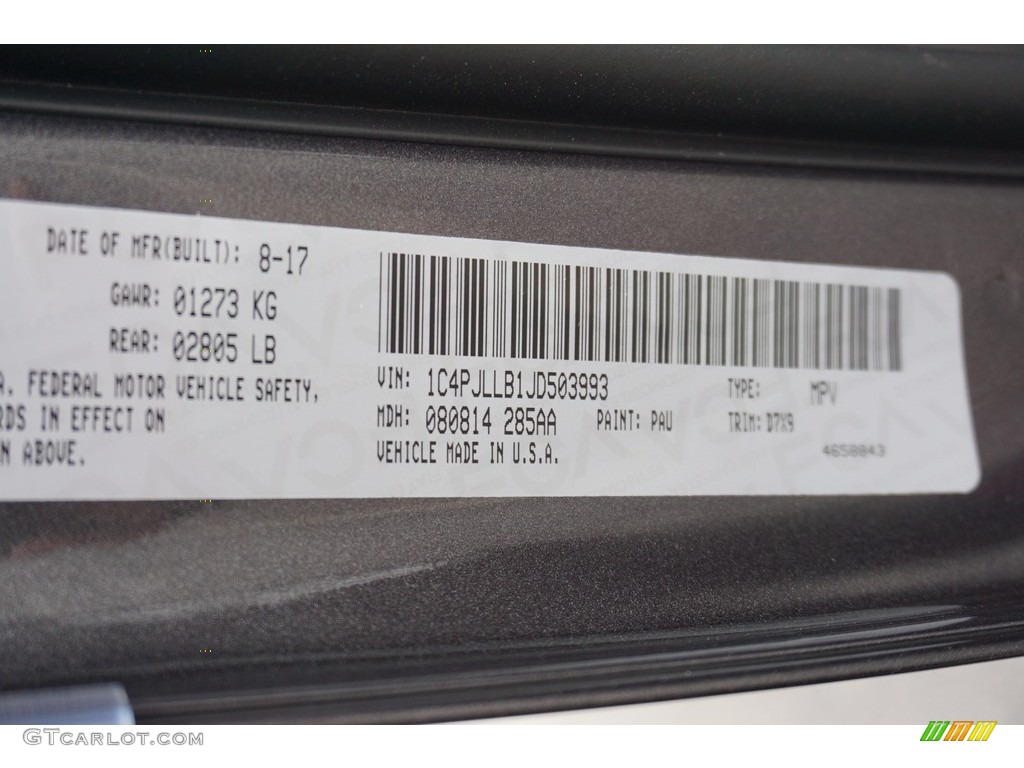 DATE OF MFR(BUILT): 8-17
GAWR: 01273 KG
REAR: 02805 LB
A. FEDERAL MOTOR VEHICLE SAFETY,
RDS IN EFFECT ON
N ABOVE.
VIN: 1C4PJLLB1JD503993
TYPE: MPV
MDH: 080814 285AA
PAINT: PAU
TRIM: D7X9
VEHICLE MADE IN U.S.A.
4658843
GTCARLOT.COM